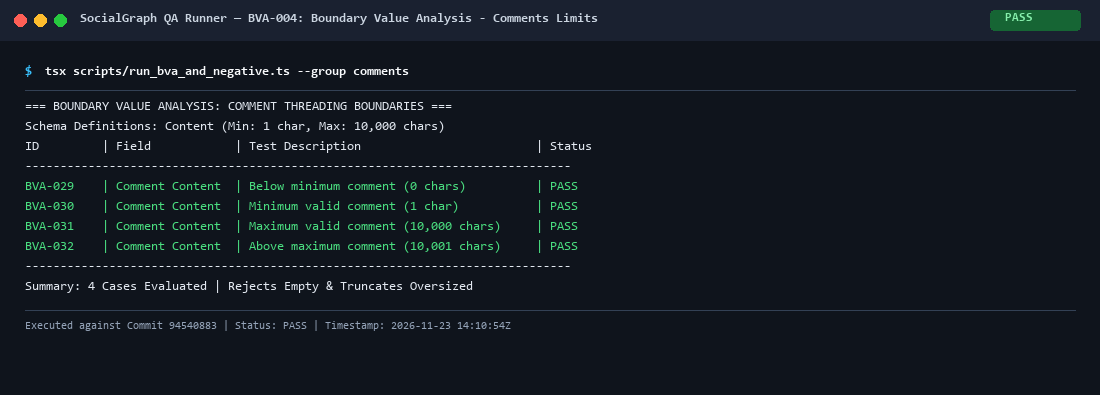 SocialGraph QA Runner — BVA-004: Boundary Value Analysis - Comments Limits
PASS
$ tsx scripts/run_bva_and_negative.ts --group comments
=== BOUNDARY VALUE ANALYSIS: COMMENT THREADING BOUNDARIES ===
Schema Definitions: Content (Min: 1 char, Max: 10,000 chars)
ID | Field | Test Description | Status
------------------------------------------------------------------------------
BVA-029 | Comment Content | Below minimum comment (0 chars) | PASS
BVA-030 | Comment Content | Minimum valid comment (1 char) | PASS
BVA-031 | Comment Content | Maximum valid comment (10,000 chars) | PASS
BVA-032 | Comment Content | Above maximum comment (10,001 chars) | PASS
------------------------------------------------------------------------------
Summary: 4 Cases Evaluated | Rejects Empty & Truncates Oversized
Executed against Commit 94540883 | Status: PASS | Timestamp: 2026-11-23 14:10:54Z